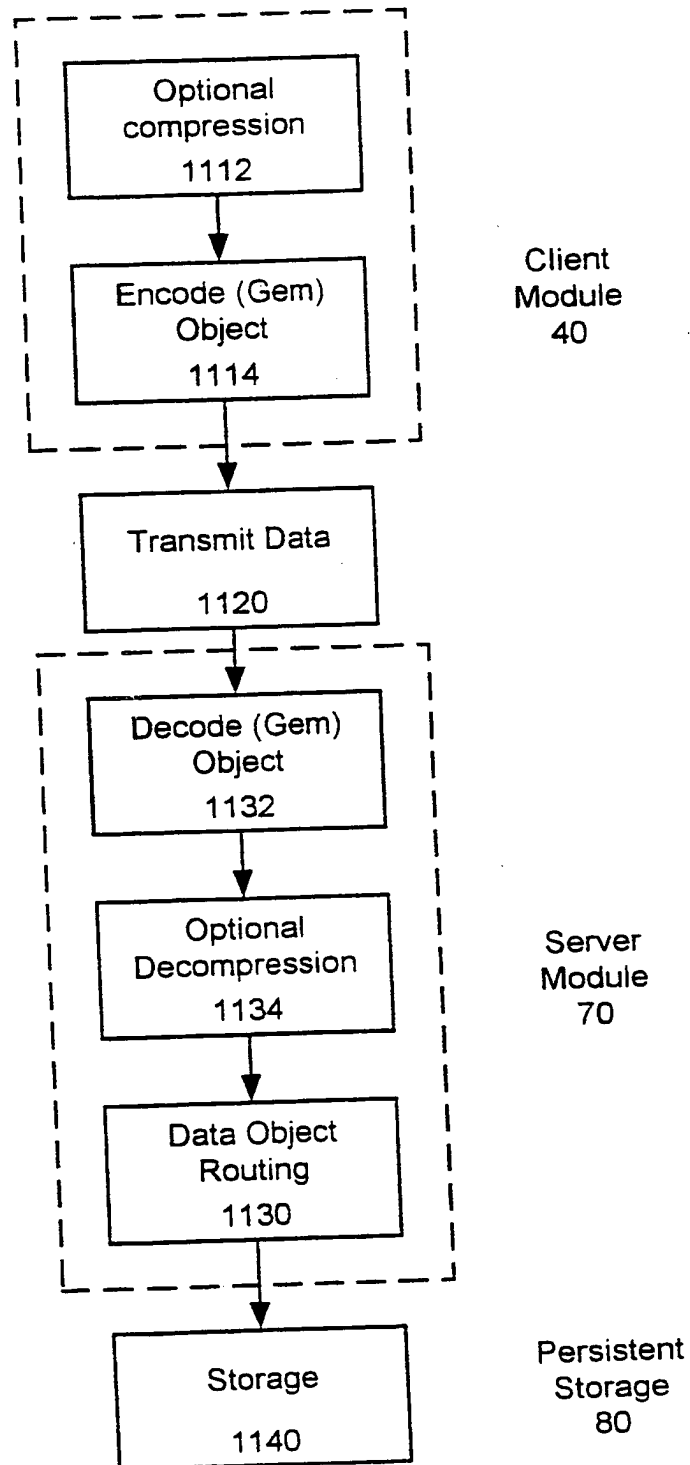 Optional
compression
1112
Encode (Gem)
Object
1114
Client
Module
40
Transmit Data
1120
Decode (Gem)
Object
1132
Optional
Decompression
1134
Server
Module
70
Data Object
Routing
1130
Storage
1140
Persistent
Storage
80